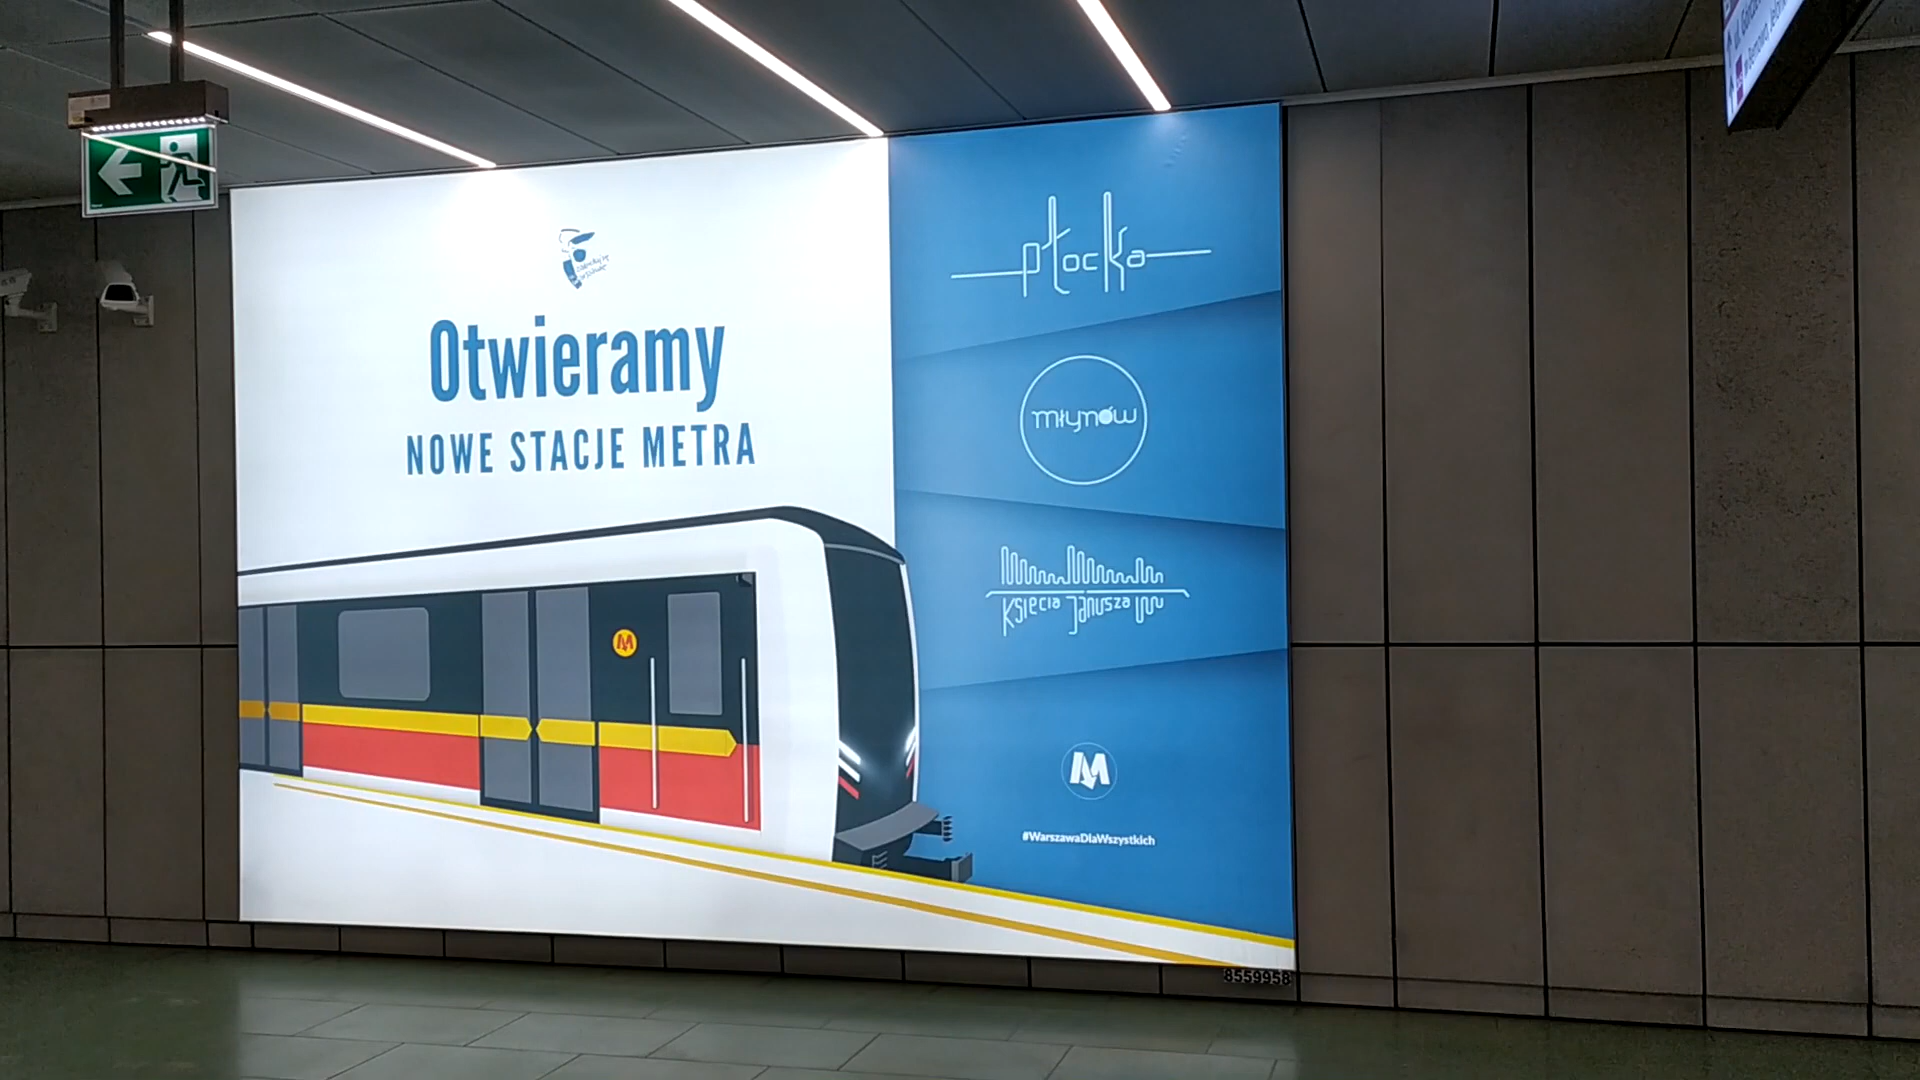 Otwieramy
NOWE STACJE METRA
płocka
młynów
Księcia Janusza
M
M
#WarszawaDlaWszystkich
8559958